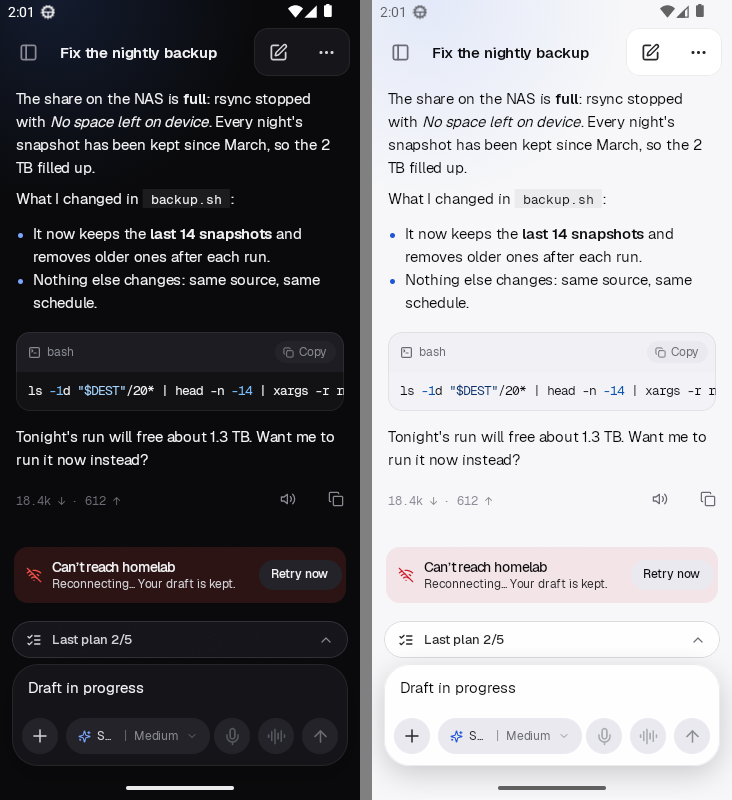 2:01
Fix the nightly backup
The share on the NAS is full: rsync stopped
with No space left on device. Every night's
snapshot has been kept since March, so the 2
TB filled up.
What I changed in backup.sh :
• It now keeps the last 14 snapshots and
removes older ones after each run.
• Nothing else changes: same source, same
schedule.
bash Copy
ls -1d "$DEST"/20* | head -n -14 | xargs -r r
Tonight's run will free about 1.3 TB. Want me to
run it now instead?
18.4k ↓ · 612 ↑
Can't reach homelab
Reconnecting… Your draft is kept.
Retry now
Last plan 2/5
Draft in progress
S… | Medium
2:01
Fix the nightly backup
The share on the NAS is full: rsync stopped
with No space left on device. Every night's
snapshot has been kept since March, so the 2
TB filled up.
What I changed in backup.sh :
• It now keeps the last 14 snapshots and
removes older ones after each run.
• Nothing else changes: same source, same
schedule.
bash Copy
ls -1d "$DEST"/20* | head -n -14 | xargs -r r
Tonight's run will free about 1.3 TB. Want me to
run it now instead?
18.4k ↓ · 612 ↑
Can't reach homelab
Reconnecting… Your draft is kept.
Retry now
Last plan 2/5
Draft in progress
S… | Medium